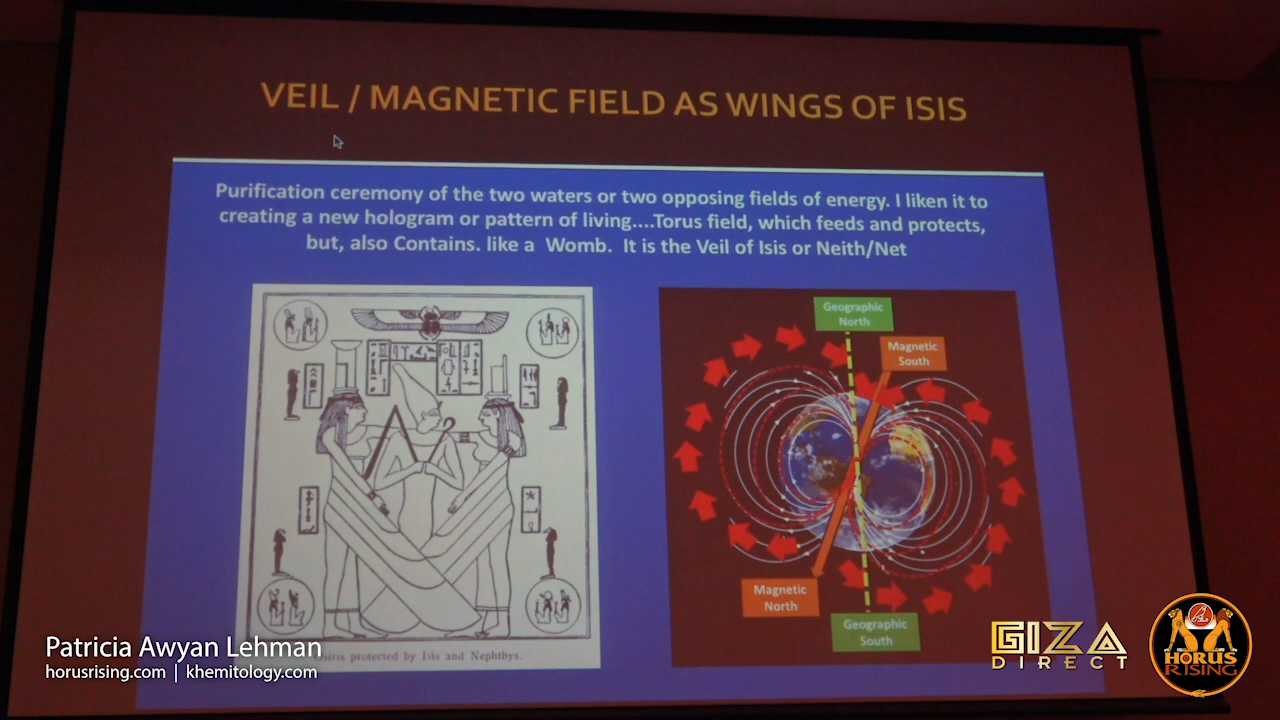 VEIL / MAGNETIC FIELD AS WINGS OF ISIS
Purification ceremony of the two waters or two opposing fields of energy. I liken it to
creating a new hologram or pattern of living....Torus field, which feeds and protects,
but, also Contains. like a Womb. It is the Veil of Isis or Neith/Net
Geographic
North
Magnetic
South
Magnetic
North
Geographic
South
Osiris protected by Isis and Nephthys.
Patricia Awyan Lehman
horusrising.com | khemitology.com
GIZA
DIRECT
HORUS
RISING